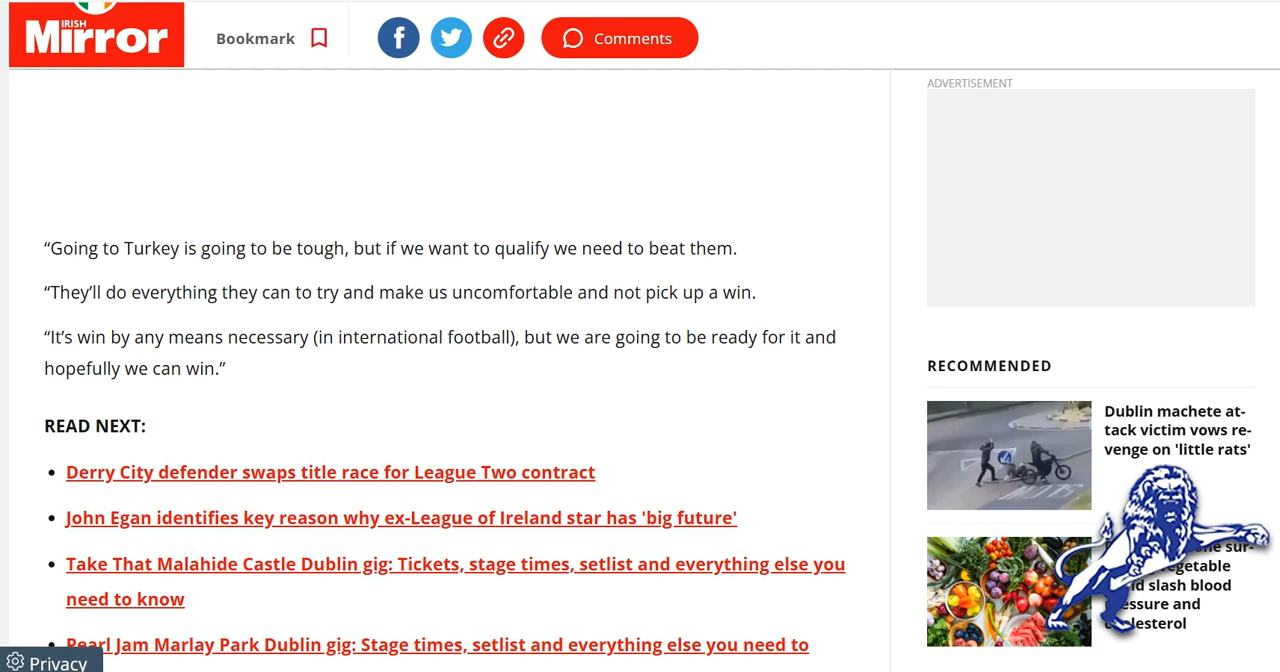 IRISH
Mirror
Bookmark
Comments
ADVERTISEMENT
“Going to Turkey is going to be tough, but if we want to qualify we need to beat them.
“They’ll do everything they can to try and make us uncomfortable and not pick up a win.
“It’s win by any means necessary (in international football), but we are going to be ready for it and
hopefully we can win.”
READ NEXT:
• Derry City defender swaps title race for League Two contract
• John Egan identifies key reason why ex-League of Ireland star has 'big future'
• Take That Malahide Castle Dublin gig: Tickets, stage times, setlist and everything else you
need to know
• Pearl Jam Marlay Park Dublin gig: Stage times, setlist and everything else you need to
Privacy
RECOMMENDED
Dublin machete at-
tack victim vows re-
venge on 'little rats'
sur-
slash blood
and